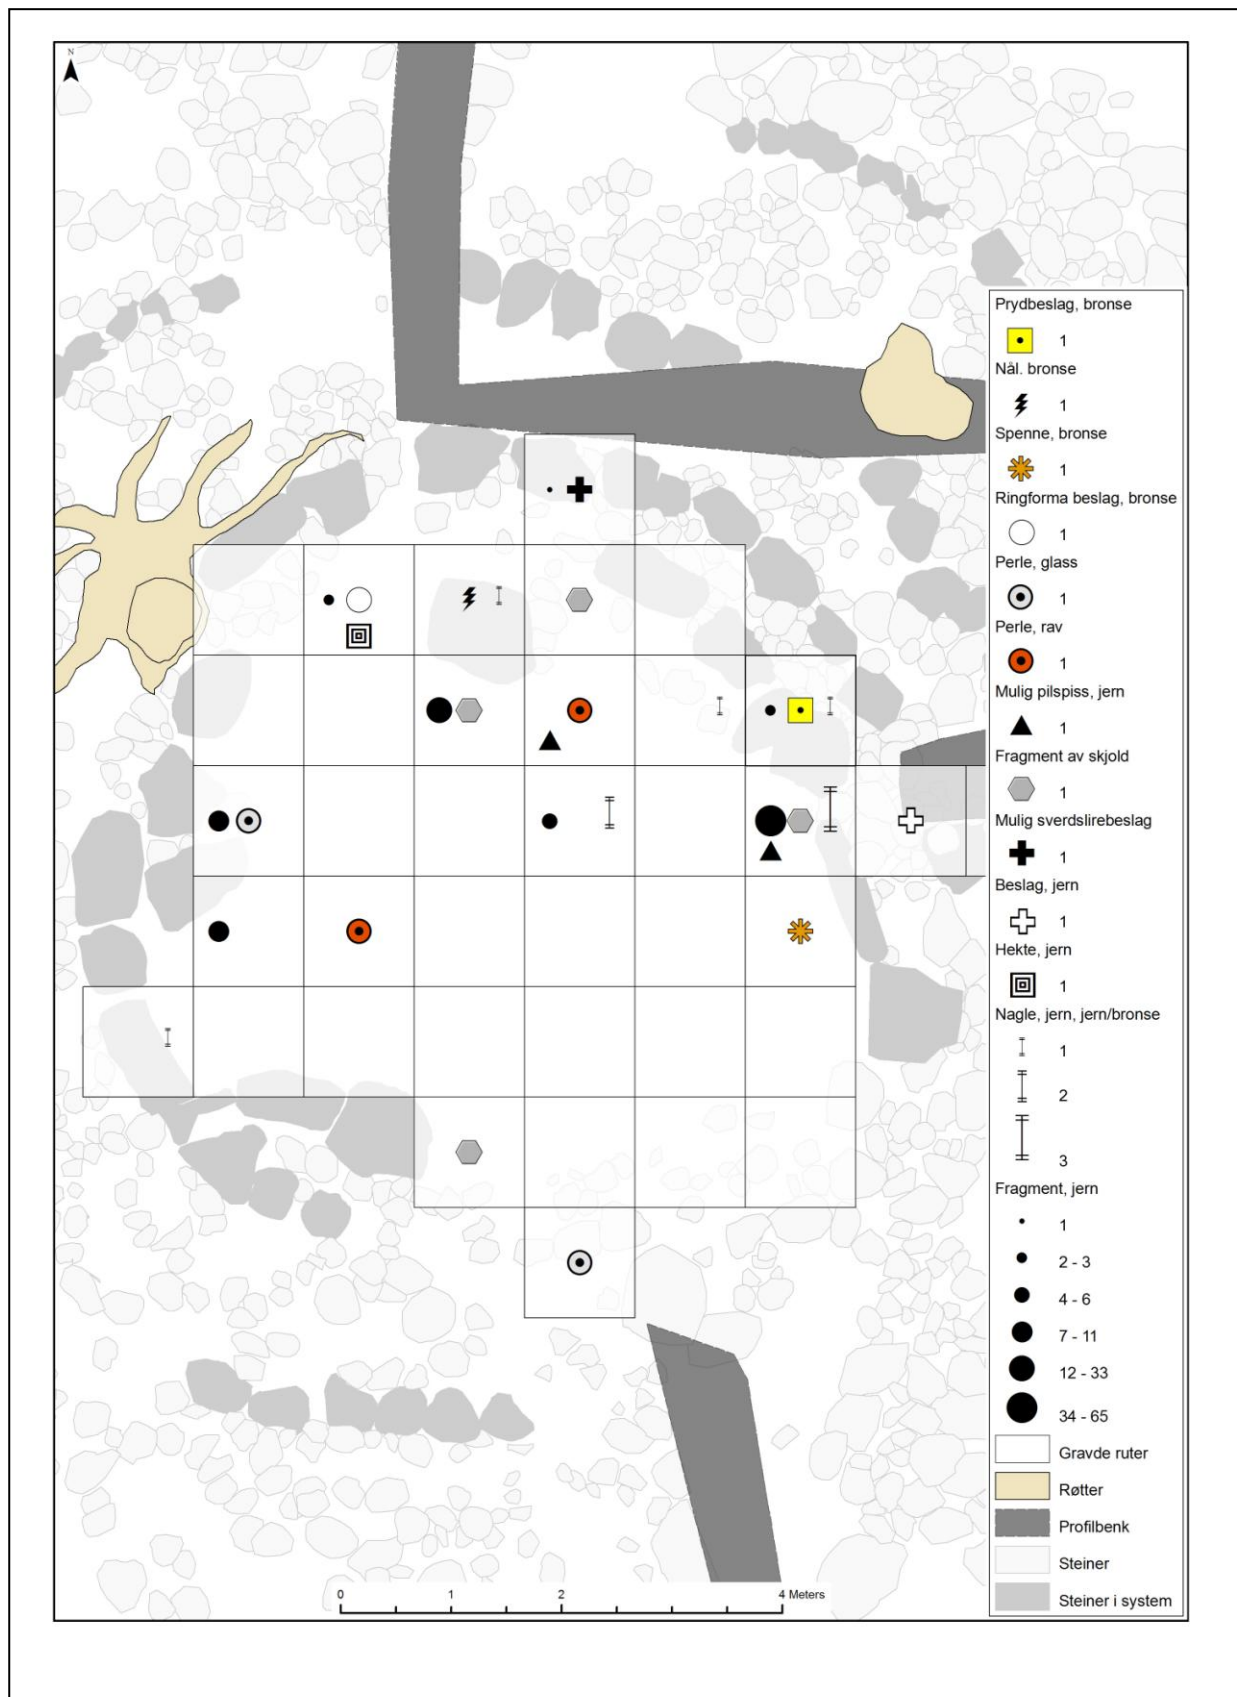 N
Prydbeslag, bronse
1
Nål. bronse
1
Spenne, bronse
1
Ringforma beslag, bronse
1
Perle, glass
1
Perle, rav
1
Mulig pilspiss, jern
1
Fragment av skjold
1
Mulig sverdslirebeslag
1
Beslag, jern
1
Hekte, jern
1
Nagle, jern, jern/bronse
1
2
3
Fragment, jern
1
2 - 3
4 - 6
7 - 11
12 - 33
34 - 65
Gravde ruter
Røtter
Profilbenk
Steiner
Steiner i system
0 1 2 4 Meters